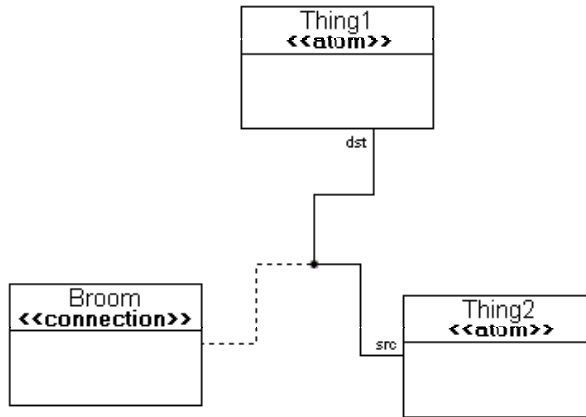 Thing1
<<atom>>
dst
Broom
<<connection>>
Thing2
<<atom>>
src